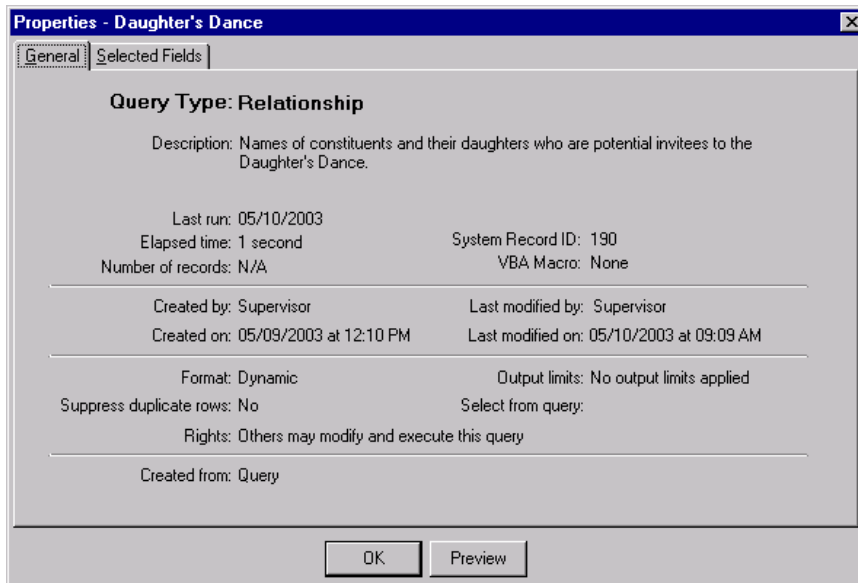 Properties - Daughter's Dance
General Selected Fields
Query Type: Relationship
Description: Names of constituents and their daughters who are potential invitees to the
Daughter's Dance.
Last run: 05/10/2003
Elapsed time: 1 second System Record ID: 190
Number of records: N/A VBA Macro: None
Created by: Supervisor Last modified by: Supervisor
Created on: 05/09/2003 at 12:10 PM Last modified on: 05/10/2003 at 09:09 AM
Format: Dynamic Output limits: No output limits applied
Suppress duplicate rows: No Select from query:
Rights: Others may modify and execute this query
Created from: Query
OK Preview